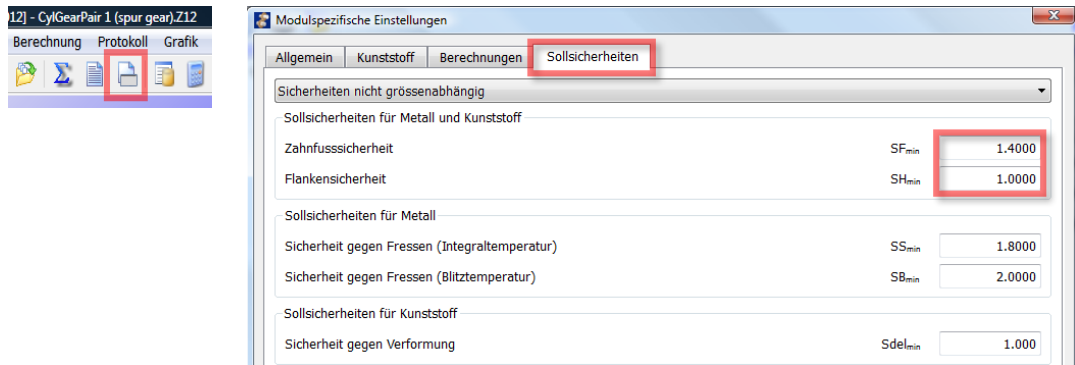 )12] - CylGearPair 1 (spur gear).Z12
Berechnung Protokoll Grafik
Modulspezifische Einstellungen
Allgemein Kunststoff Berechnungen Sollsicherheiten
Sicherheiten nicht grössenabhängig
Sollsicherheiten für Metall und Kunststoff
Zahnfusssicherheit SFmin 1.4000
Flankensicherheit SHmin 1.0000
Sollsicherheiten für Metall
Sicherheit gegen Fressen (Integraltemperatur) SSmin 1.8000
Sicherheit gegen Fressen (Blitztemperatur) SBmin 2.0000
Sollsicherheiten für Kunststoff
Sicherheit gegen Verformung Sdelmin 1.000